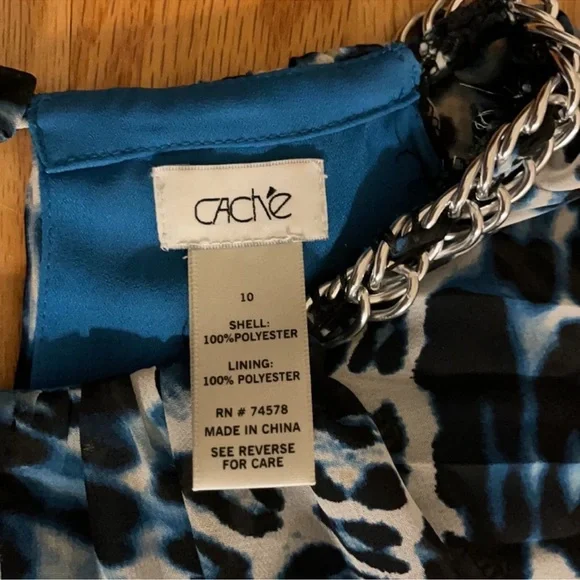 CACHé
10
SHELL:
100%POLYESTER
LINING:
100% POLYESTER
RN # 74578
MADE IN CHINA
SEE REVERSE
FOR CARE